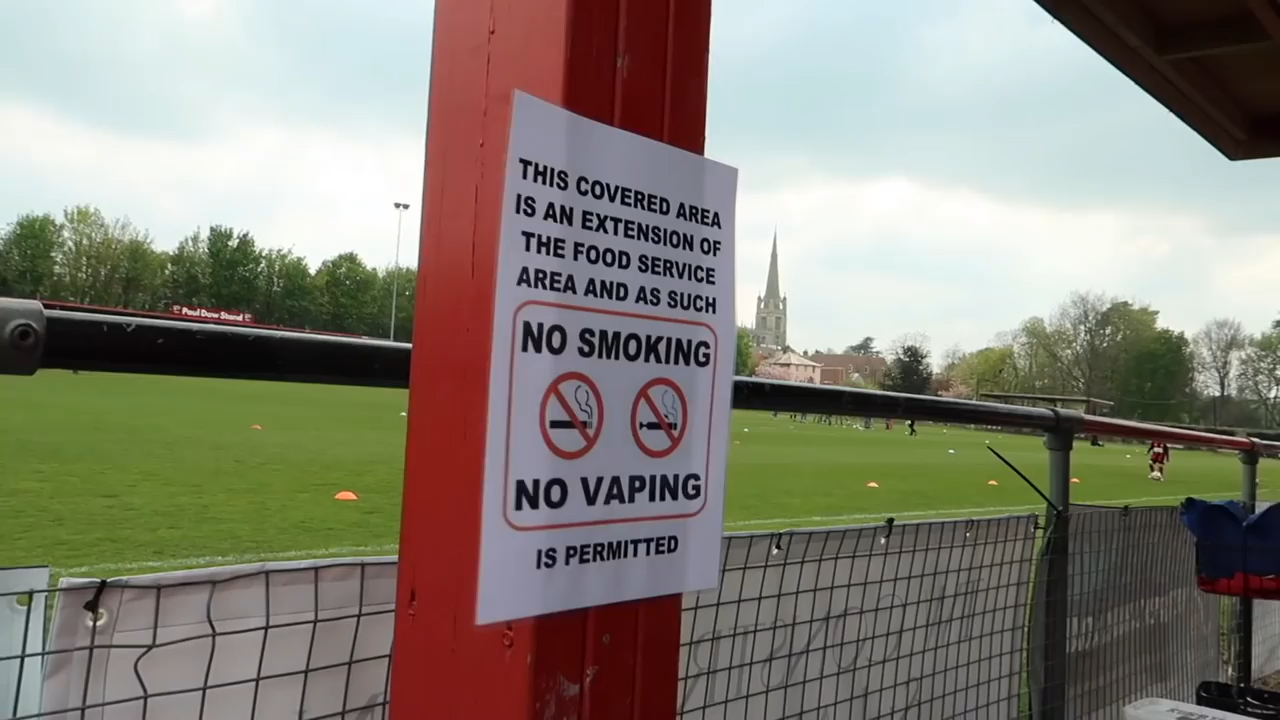 THIS COVERED AREA
IS AN EXTENSION OF
THE FOOD SERVICE
AREA AND AS SUCH
NO SMOKING
NO VAPING
IS PERMITTED
Paul Daw Stand